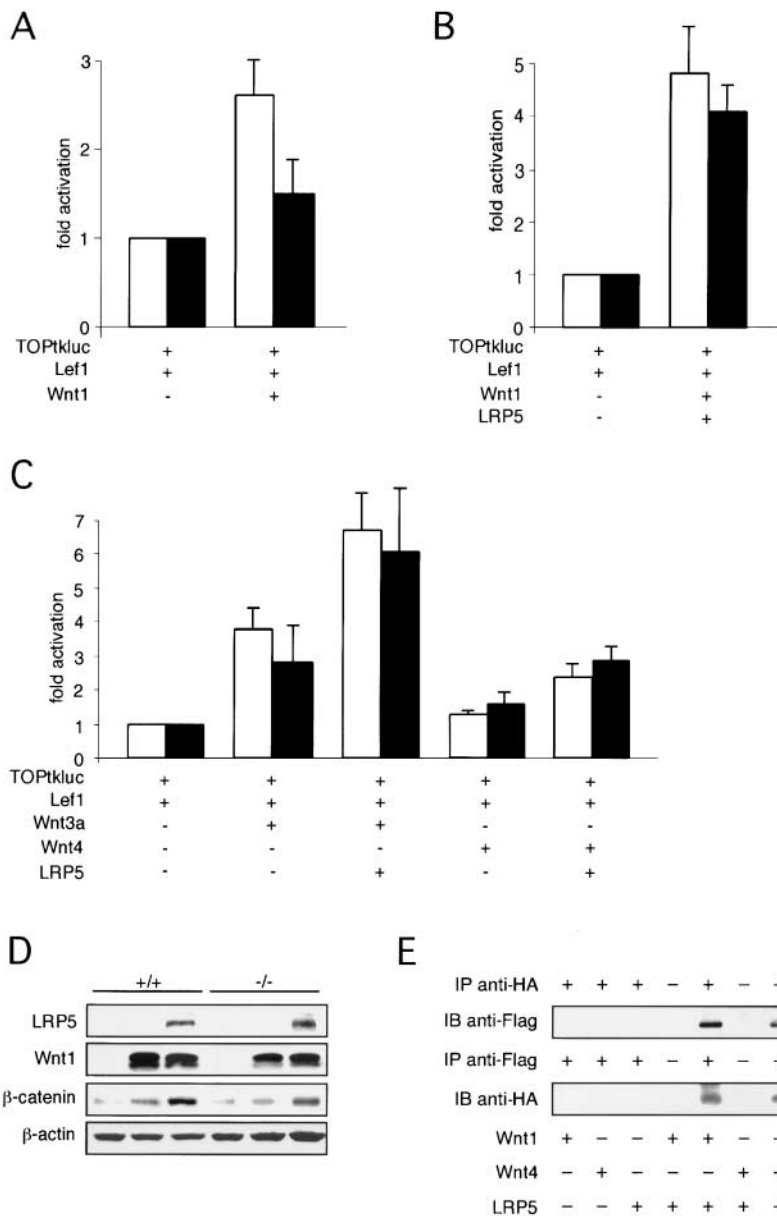 A
B
3
2
1
0
fold activation
TOPtkluc + +
Lef1 + +
Wnt1 - +
5
4
3
2
1
0
fold activation
TOPtkluc + +
Lef1 + +
Wnt1 - +
LRP5 - +
C
7
6
5
4
3
2
1
0
fold activation
TOPtkluc + + + + +
Lef1 + + + + +
Wnt3a - + + - -
Wnt4 - - - + +
LRP5 - - + - +
D
+/+ -/-
LRP5
Wnt1
β-catenin
β-actin
E
IP anti-HA + + + − + −
IB anti-Flag
IP anti-Flag + + + − + −
IB anti-HA
Wnt1 + − − + + −
Wnt4 − + − − − +
LRP5 − − + + + +